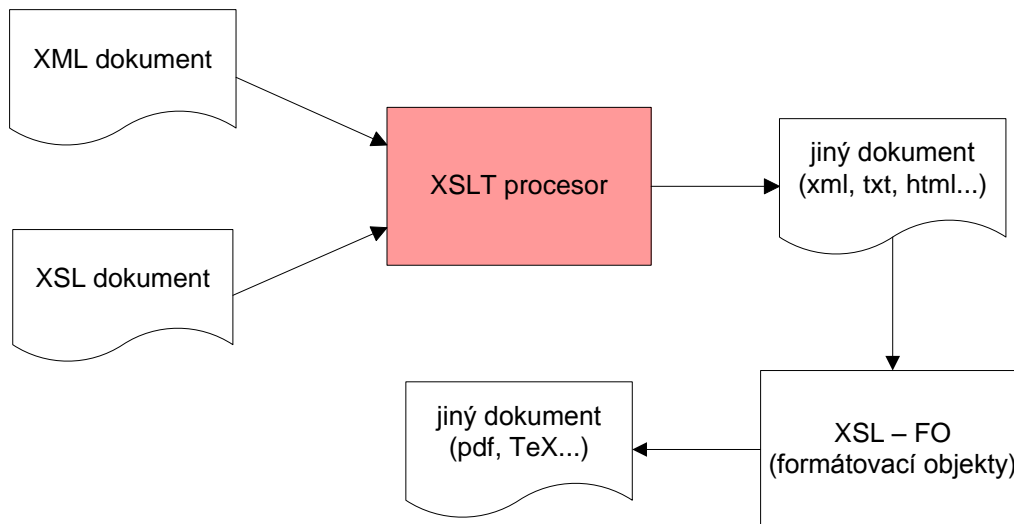 XML dokument
XSLT procesor
jiný dokument
(xml, txt, html...)
XSL dokument
jiný dokument
(pdf, TeX...)
XSL – FO
(formátovací objekty)